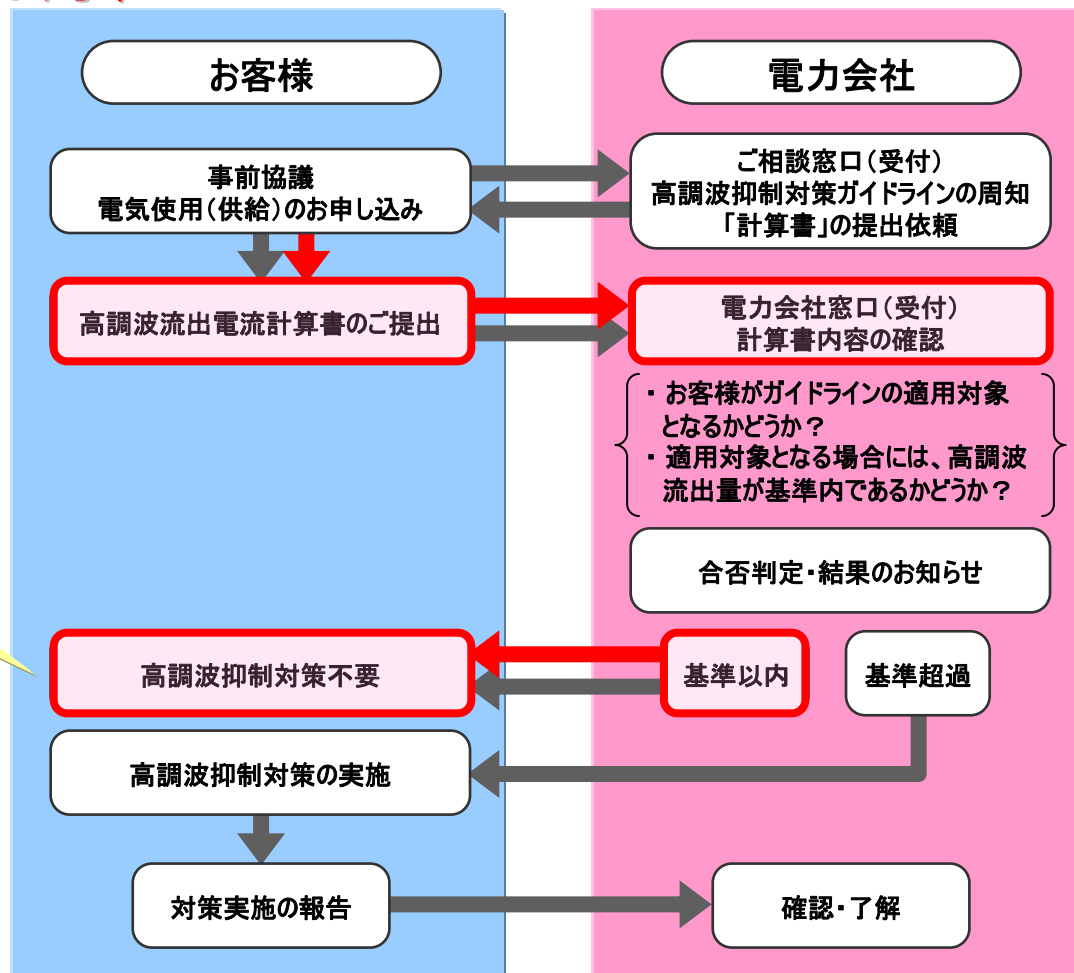 お客様
電力会社
事前協議
電気使用(供給)のお申し込み
ご相談窓口(受付)
高調波抑制対策ガイドラインの周知
「計算書」の提出依頼
高調波流出電流計算書のご提出
電力会社窓口(受付)
計算書内容の確認
・お客様がガイドラインの適用対象
となるかどうか?
・適用対象となる場合には、高調波
流出量が基準内であるかどうか?
合否判定・結果のお知らせ
高調波抑制対策不要
基準以内
基準超過
高調波抑制対策の実施
対策実施の報告
確認・了解